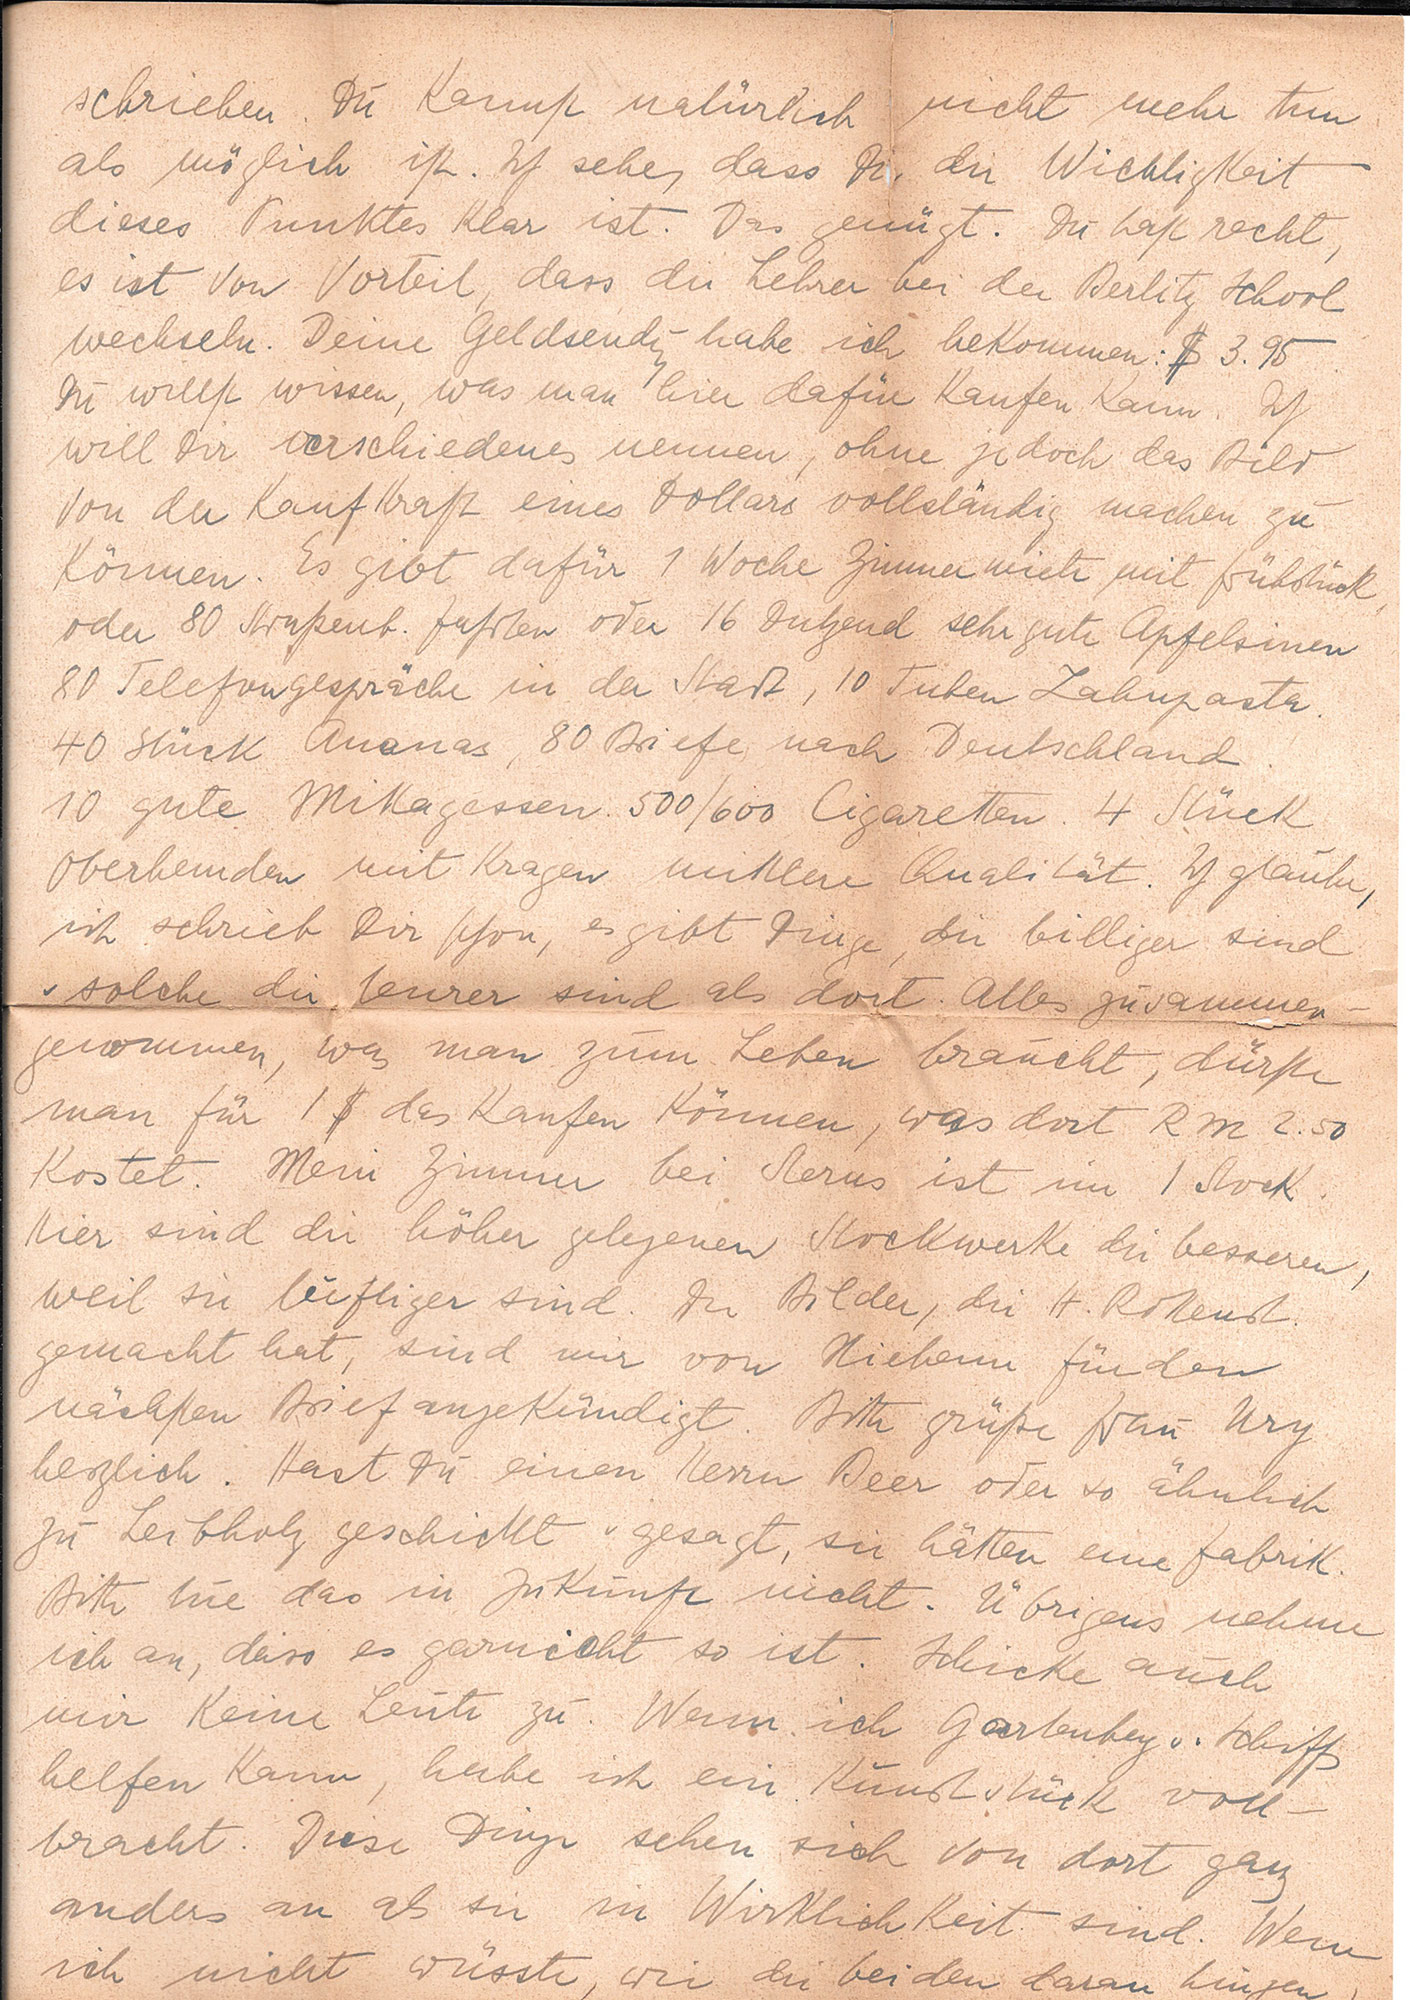 schrieben. Du kannst natürlich nicht mehr tun
als möglich ist. Ich sehe, dass Dir die Wichtigkeit
dieses Punktes klar ist. Das genügt. Du hast recht,
es ist von Vorteil, dass die Lehrer bei der Berlitz School
wechseln. Deine Geldsendg habe ich bekommen: $ 3.95
Du willst wissen, was man hier dafür kaufen kann. Ich
will Dir verschiedenes nennen, ohne jedoch das Bild
von der Kaufkraft eines Dollars vollständig machen zu
können. Es gibt dafür 1 Woche Zimmermiete mit Frühstück,
oder 80 Strassenb. fahrten oder 16 Dutzend sehr gute Apfelsinen
80 Telefongespräche in der Stadt, 10 Tuben Zahnpasta.
40 Stück Ananas, 80 Briefe nach Deutschland.
10 gute Mittagessen. 500/600 Cigaretten. 4 Stück
Oberhemden mit Kragen mittlere Qualität. Ich glaube,
ich schrieb Dir schon, es gibt Dinge, die billiger sind
u solche die teurer sind als dort. Alles zusammen-
genommen, was man zum Leben braucht, dürfte
man für 1 $ das kaufen können, was dort RM 2.50
kostet. Mein Zimmer bei Sterns ist im 1 Stock.
Hier sind die höher gelegenen Stockwerke die besseren,
weil sie luftiger sind. Die Bilder, die H. Rothenst.
gemacht hat, sind mir von für den
nächsten Brief angekündigt. Bitte grüße Frau Ury
herzlich. Hast Du einen Herrn Beer oder so ähnlich
zu Leibholz geschickt u gesagt, sie hätten eine Fabrik.
Bitte tue das in Zukunft nicht. Übrigens nehme
ich an, dass es garnicht so ist. Schicke auch
mir keine Leute zu. Wenn ich u. Schiff
helfen kann, habe ich ein Kunststück voll-
bracht. Diese Dinge sehen sich von dort ganz
anders an als sie in Wirklichkeit sind. Wenn
ich nicht wüsste, wie die beiden daran hingen,